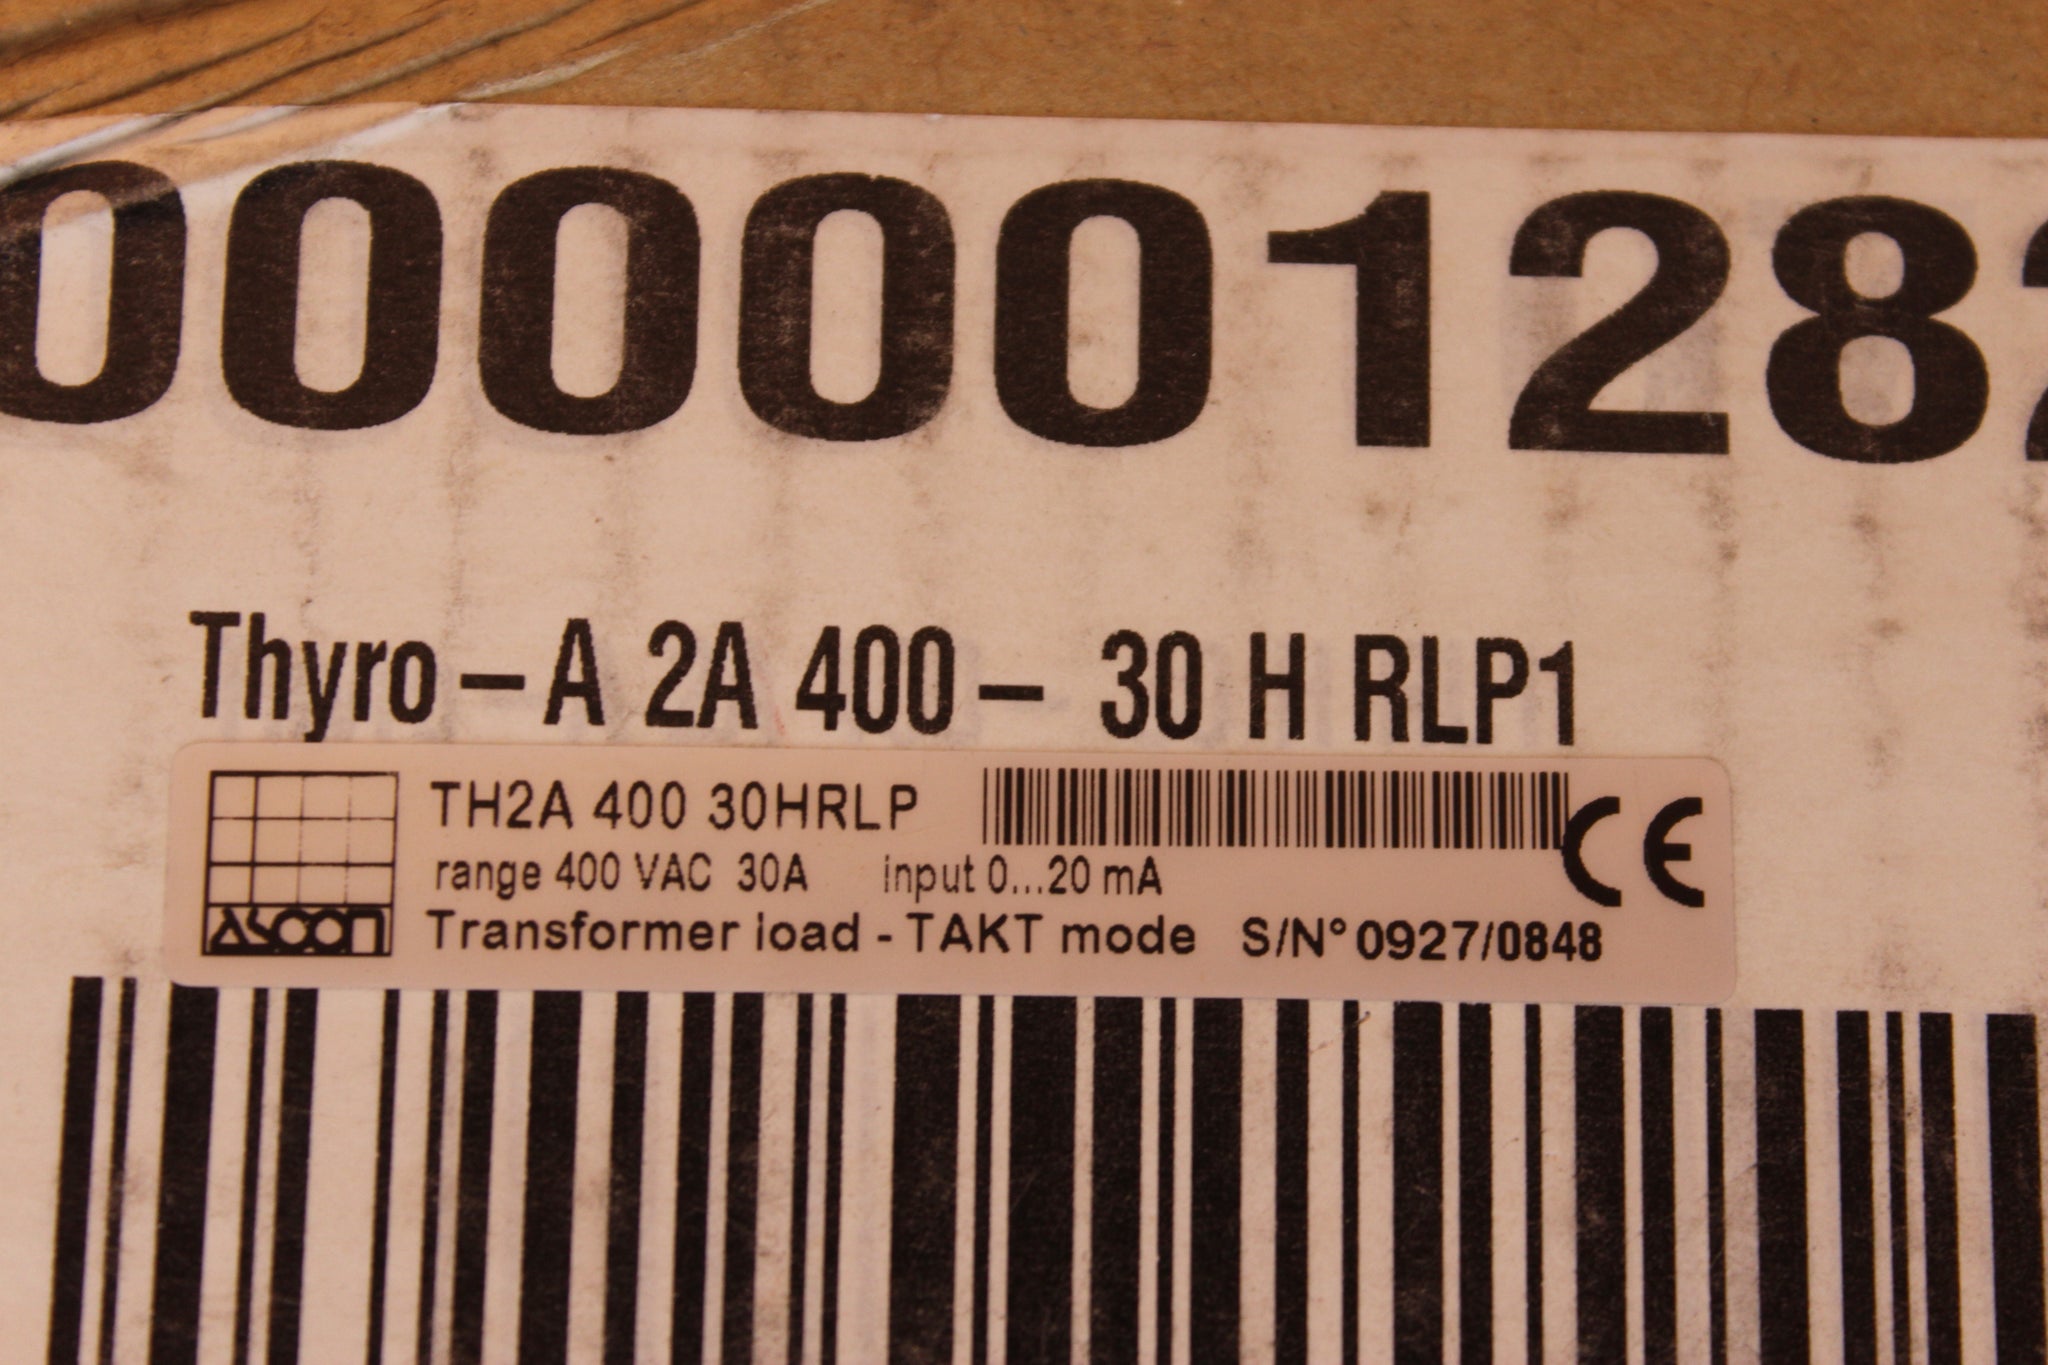 000001282
Thyro-A 2A 400-30 H RLP1
TH2A 400 30HRLP
CE
range 400 VAC 30A input 0...20 mA
ASCON
Transformer load - TAKT mode S/N° 0927/0848